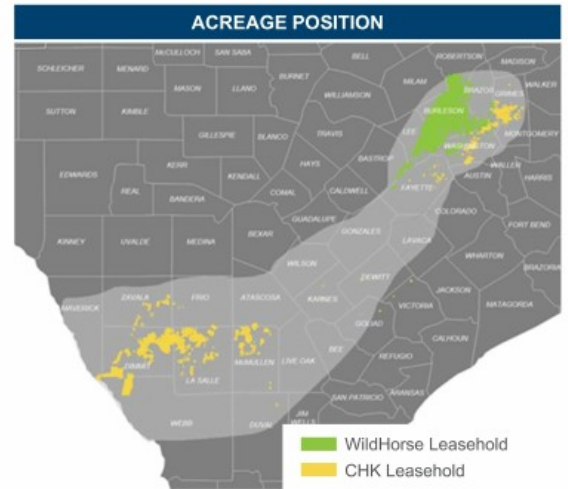 ACREAGE POSITION
McCULLOCH SAN SABA
BELL ROBERTSON MADISON
SCHLEICHER MENARD BURNET MILAM WALKER
MASON LLANO WILLIAMSON BRAZOS GRIMES
SUTTON KIMBLE BURLESON
GILLESPIE BLANCO TRAVIS LEE MONTGOMERY
WASHINGTON
HAYS BASTROP WALLER
EDWARDS KERR KENDALL AUSTIN HARRIS
REAL BANDERA COMAL CALDWELL FAYETTE
GUADALUPE COLORADO
KINNEY UVALDE MEDINA BEXAR GONZALES FORT BEND
LAVACA
WILSON WHARTON
BRAZORIA
MAVERICK ZAVALA FRIO ATASCOSA KARNES DEWITT JACKSON
VICTORIA MATAGORDA
GOLIAD
DIMMIT McMULLEN LIVE OAK BEE CALHOUN
LA SALLE REFUGIO
SAN PATRICIO ARANSAS
WEBB DUVAL JIM
WELLS
WildHorse Leasehold
CHK Leasehold